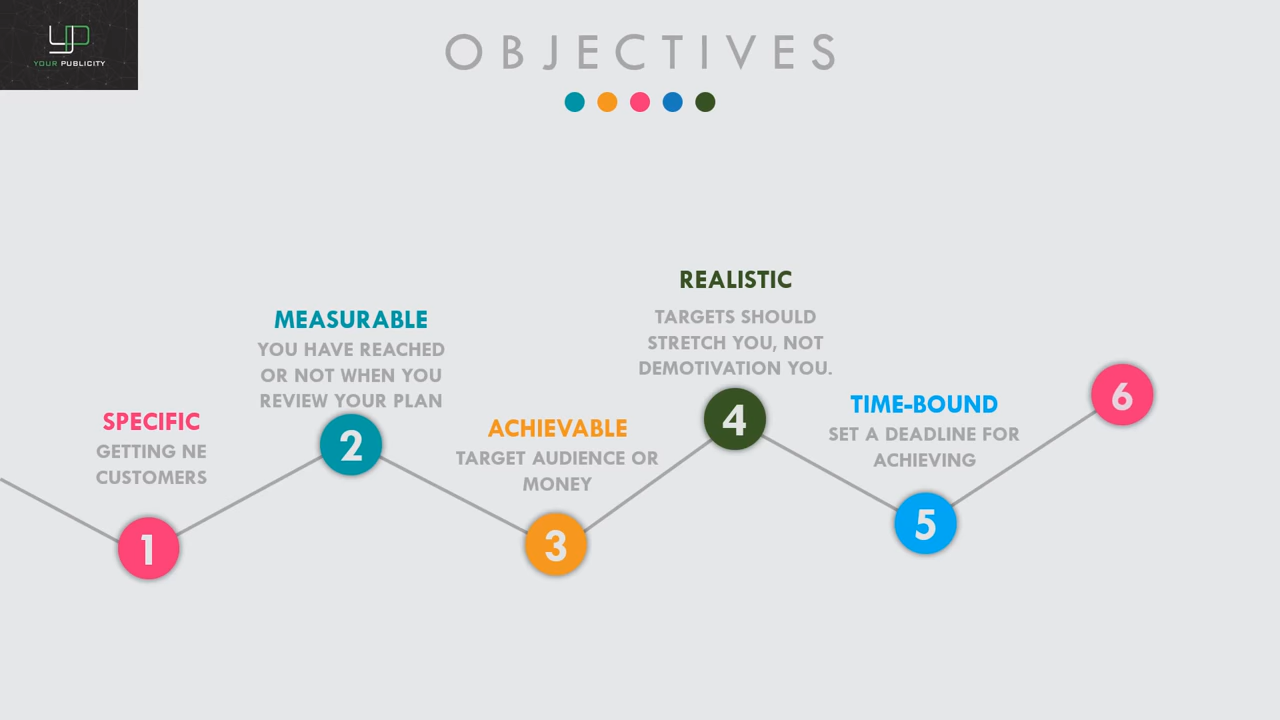 YOUR PUBLICITY
OBJECTIVES
SPECIFIC
GETTING NE
CUSTOMERS
1
MEASURABLE
YOU HAVE REACHED
OR NOT WHEN YOU
REVIEW YOUR PLAN
2
ACHIEVABLE
TARGET AUDIENCE OR
MONEY
3
REALISTIC
TARGETS SHOULD
STRETCH YOU, NOT
DEMOTIVATION YOU.
4
TIME-BOUND
SET A DEADLINE FOR
ACHIEVING
5
6